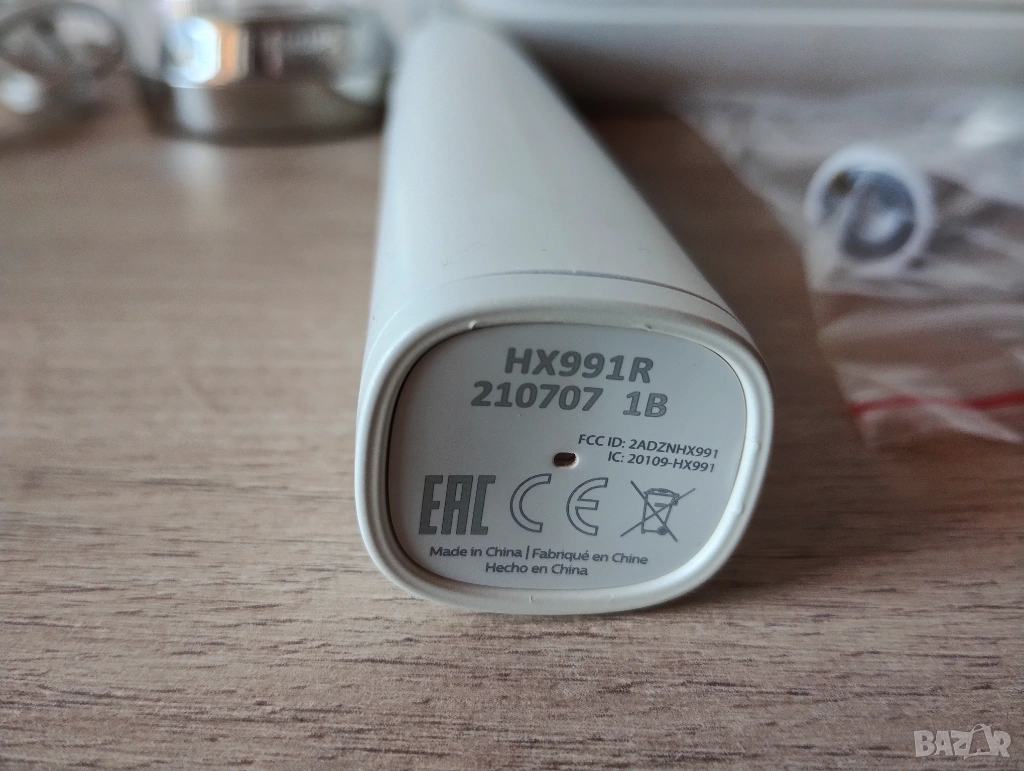 HX991R
210707 1B
FCC ID: 2ADZNHX991
IC: 20109-HX991
EAC CE
Made in China | Fabriqué en Chine
Hecho en China
BAZAR